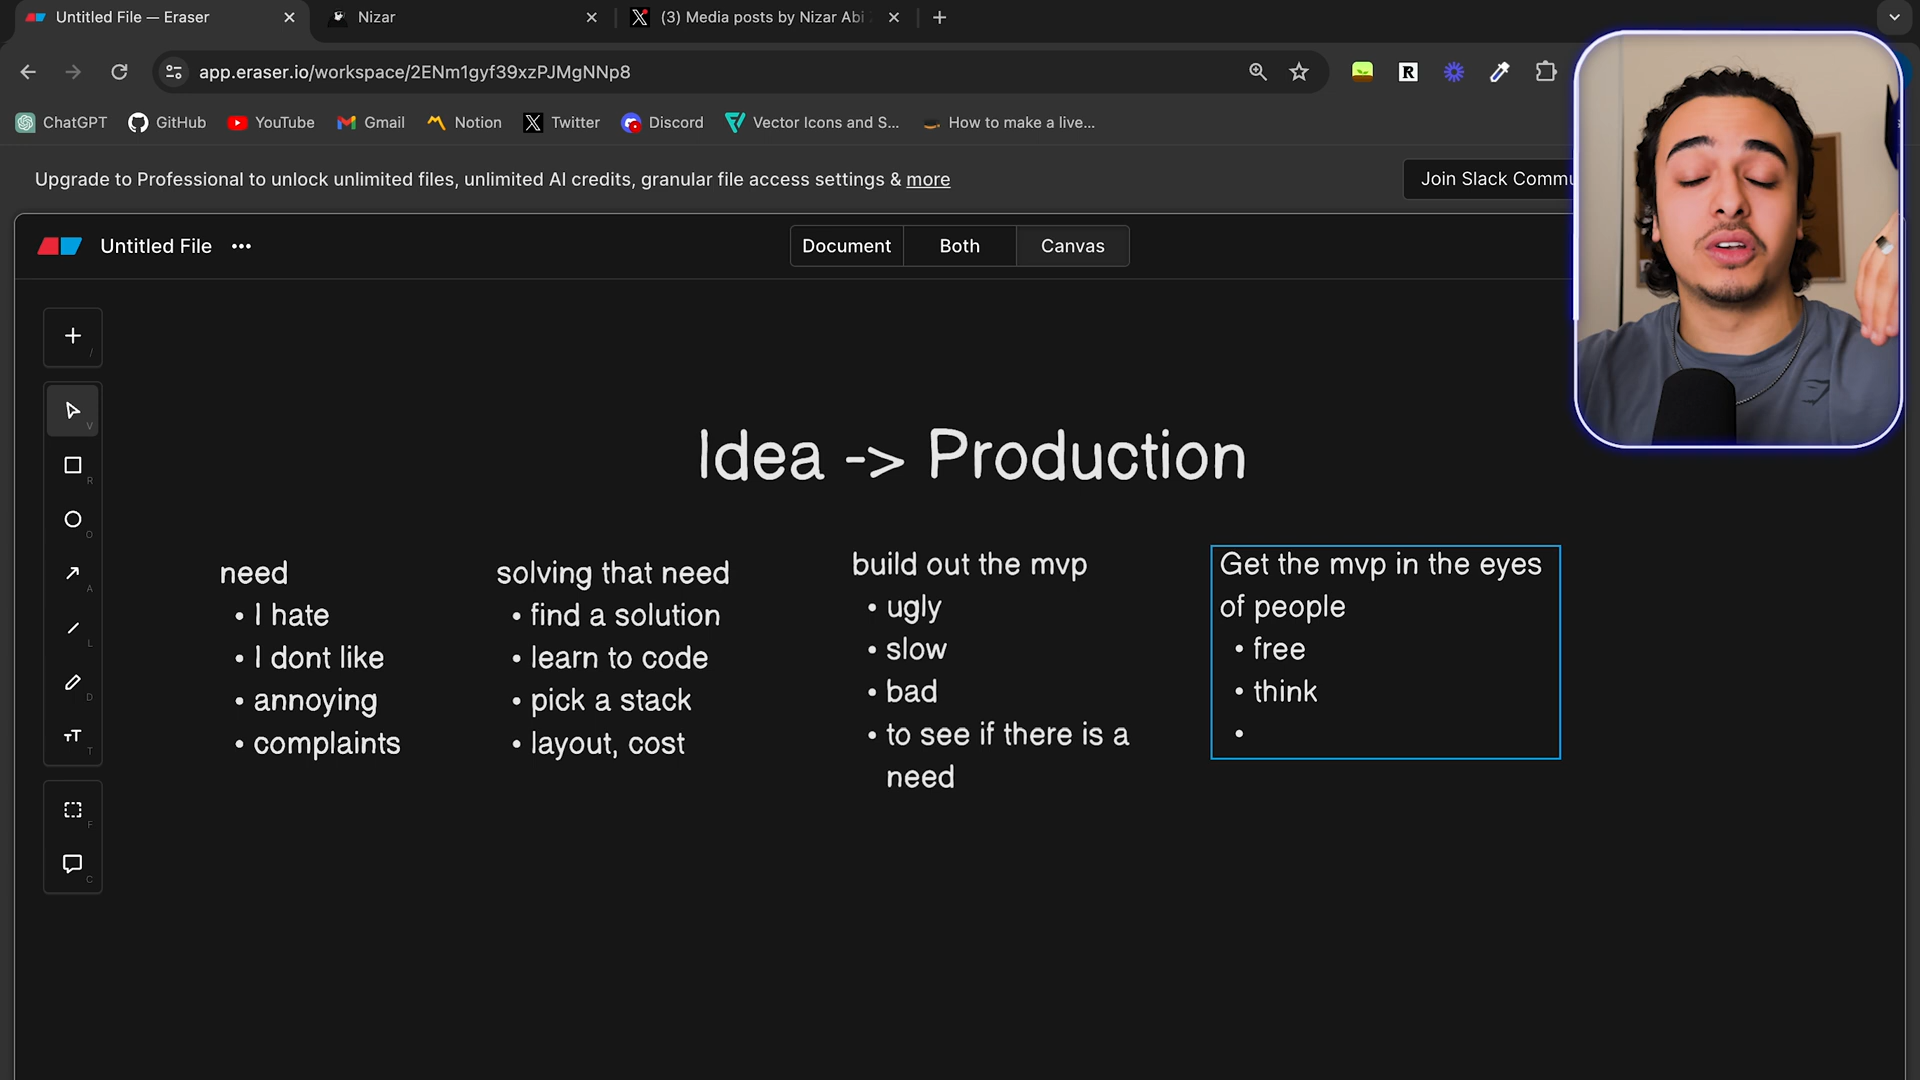 Untitled File — Eraser
Nizar
(3) Media posts by Nizar Abi
app.eraser.io/workspace/2ENm1gyf39xzPJMgNNp8
ChatGPT
GitHub
YouTube
Gmail
Notion
Twitter
Discord
Vector Icons and S...
How to make a live...
Upgrade to Professional to unlock unlimited files, unlimited AI credits, granular file access settings & more
Join Slack Commu
Untitled File
Document
Both
Canvas
/
V
R
O
A
L
D
T
F
C
Idea -> Production
need
• I hate
• I dont like
• annoying
• complaints
solving that need
• find a solution
• learn to code
• pick a stack
• layout, cost
build out the mvp
• ugly
• slow
• bad
• to see if there is a
need
Get the mvp in the eyes
of people
• free
• think
•